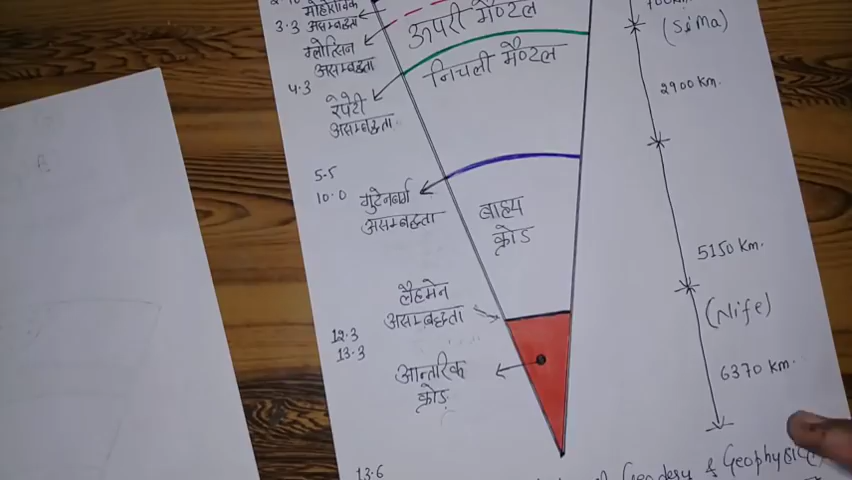 मोहोरोविक
3.3 असम्बद्धता
ऊपरी मैण्टल
700km.
(SiMa)
ग्लोत्सिन
असम्बद्धता
निचली मैण्टल
4.3
रेपेटी
असम्बद्धता
2900 Km.
5.5
10.0
गुटेनबर्ग
असम्बद्धता
बाह्य
क्रोड
5150 Km.
लैहमेन
असम्बद्धता
(Nife)
12.3
13.3
आन्तरिक
क्रोड़
6370 Km.
13.6
Geodesy & Geophy